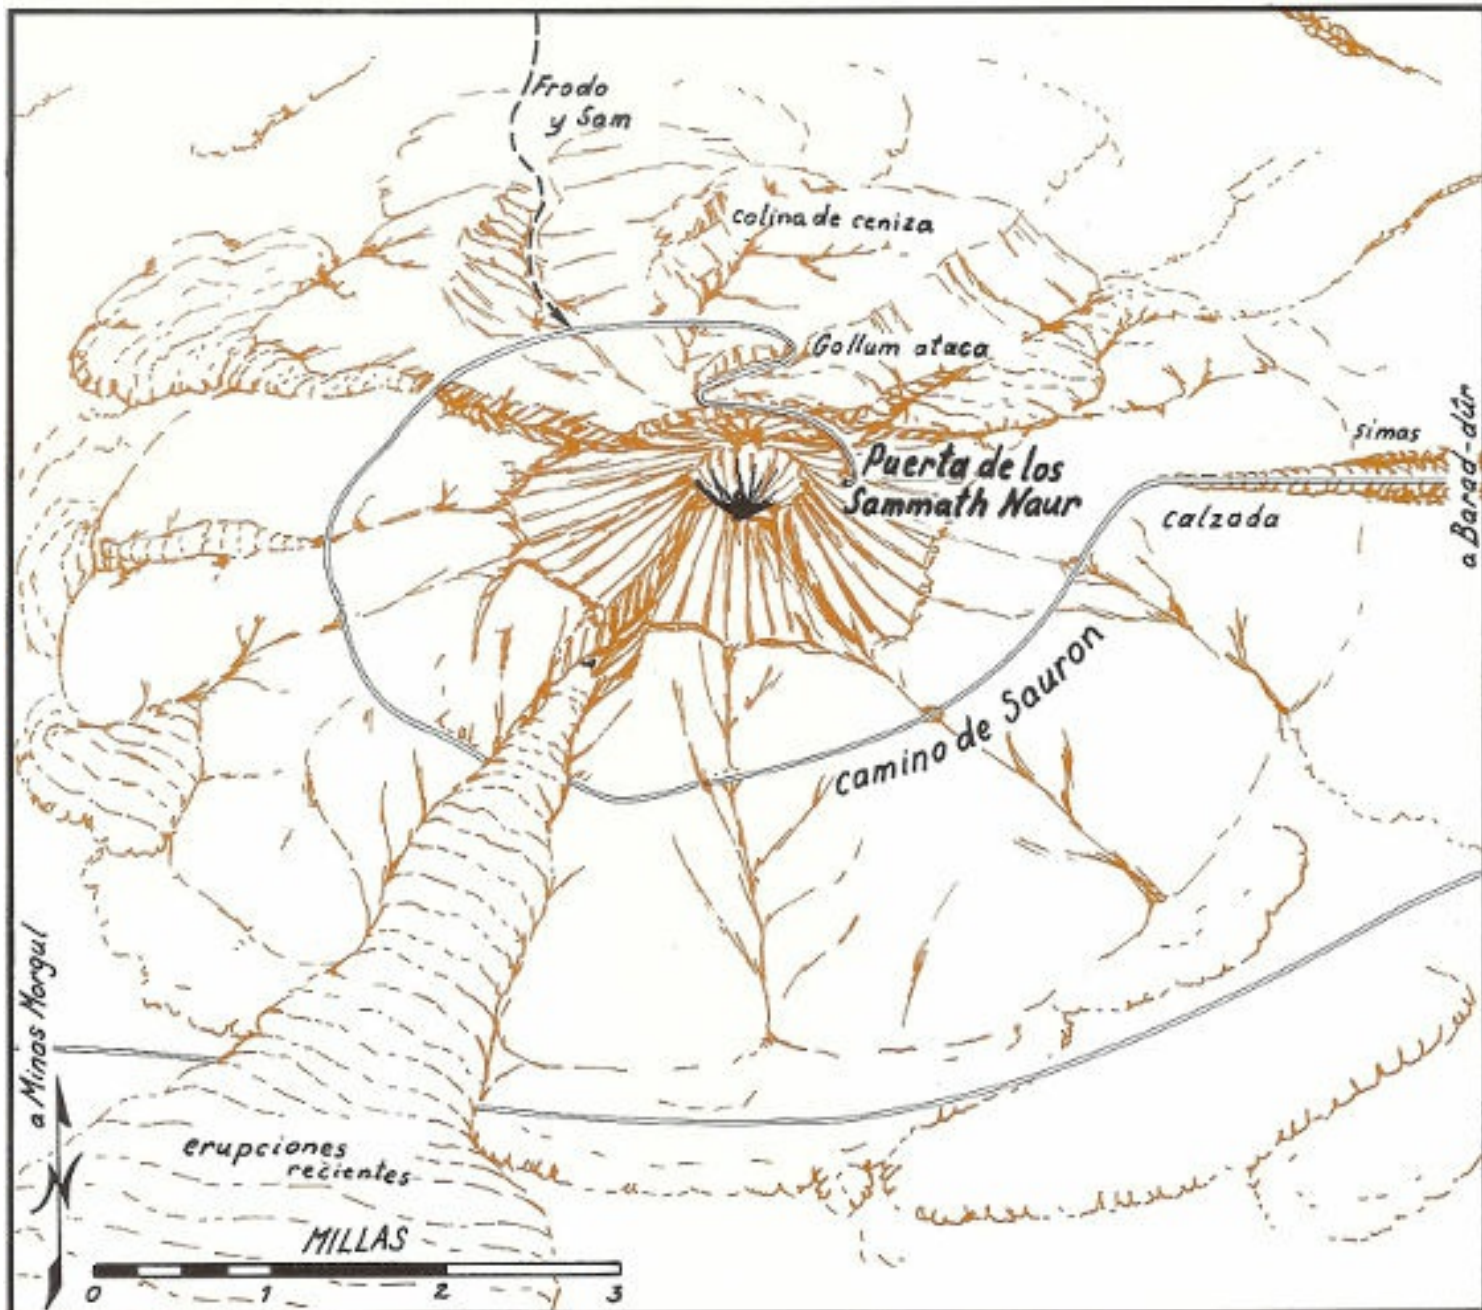 Frodo
y Sam
colina de ceniza
Gollum ataca
Puerta de los
Sammath Naur
simas
calzada
a Barad-dûr
camino de Sauron
a Minas Morgul
N
erupciones
recientes
MILLAS
0 1 2 3